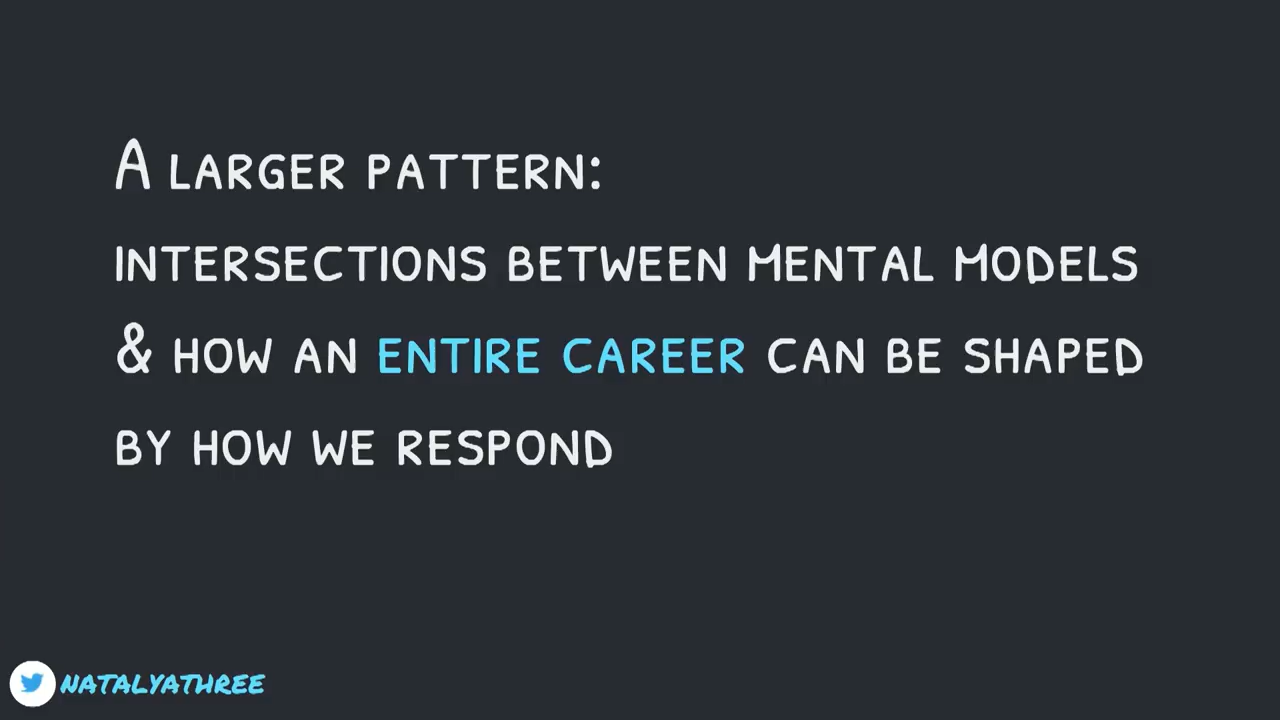 A LARGER PATTERN:
INTERSECTIONS BETWEEN MENTAL MODELS
& HOW AN ENTIRE CAREER CAN BE SHAPED
BY HOW WE RESPOND
NATALYATHREE